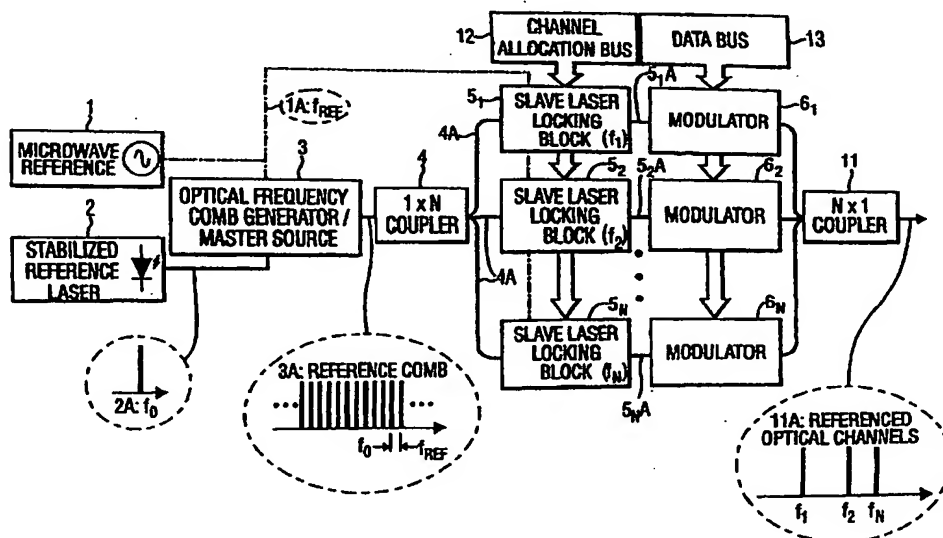 12
CHANNEL
ALLOCATION BUS
DATA BUS
13
1A: fREF
1
MICROWAVE
REFERENCE
2
STABILIZED
REFERENCE
LASER
3
OPTICAL FREQUENCY
COMB GENERATOR /
MASTER SOURCE
4
1 x N
COUPLER
4A
4A
51
SLAVE LASER
LOCKING
BLOCK (f1)
51A
61
MODULATOR
52
SLAVE LASER
LOCKING
BLOCK (f2)
52A
62
MODULATOR
5N
SLAVE LASER
LOCKING
BLOCK (fN)
5NA
6N
MODULATOR
11
N x 1
COUPLER
2A: f0
3A: REFERENCE COMB
f0
fREF
11A: REFERENCED
OPTICAL CHANNELS
f1 f2 fN